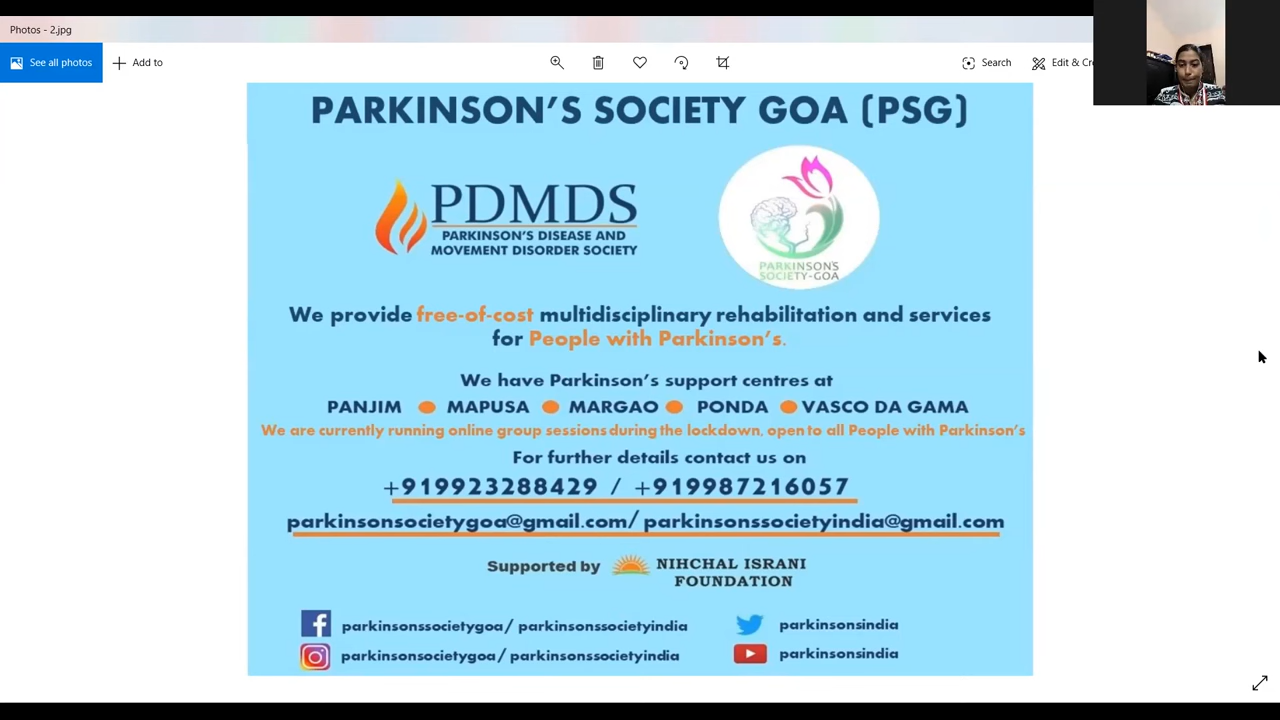 Photos - 2.jpg
See all photos
Add to
Search
Edit & Cr
PARKINSON'S SOCIETY GOA (PSG)
PDMDS
PARKINSON'S DISEASE AND
MOVEMENT DISORDER SOCIETY
PARKINSON'S
SOCIETY-GOA
We provide free-of-cost multidisciplinary rehabilitation and services
for People with Parkinson's.
We have Parkinson's support centres at
PANJIM MAPUSA MARGAO PONDA VASCO DA GAMA
We are currently running online group sessions during the lockdown, open to all People with Parkinson's
For further details contact us on
+919923288429 / +919987216057
parkinsonsocietygoa@gmail.com/ parkinsonssocietyindia@gmail.com
Supported by NIHCHAL ISRANI
FOUNDATION
parkinsonssocietygoa/ parkinsonssocietyindia
parkinsonsindia
parkinsonsocietygoa/ parkinsonssocietyindia
parkinsonsindia